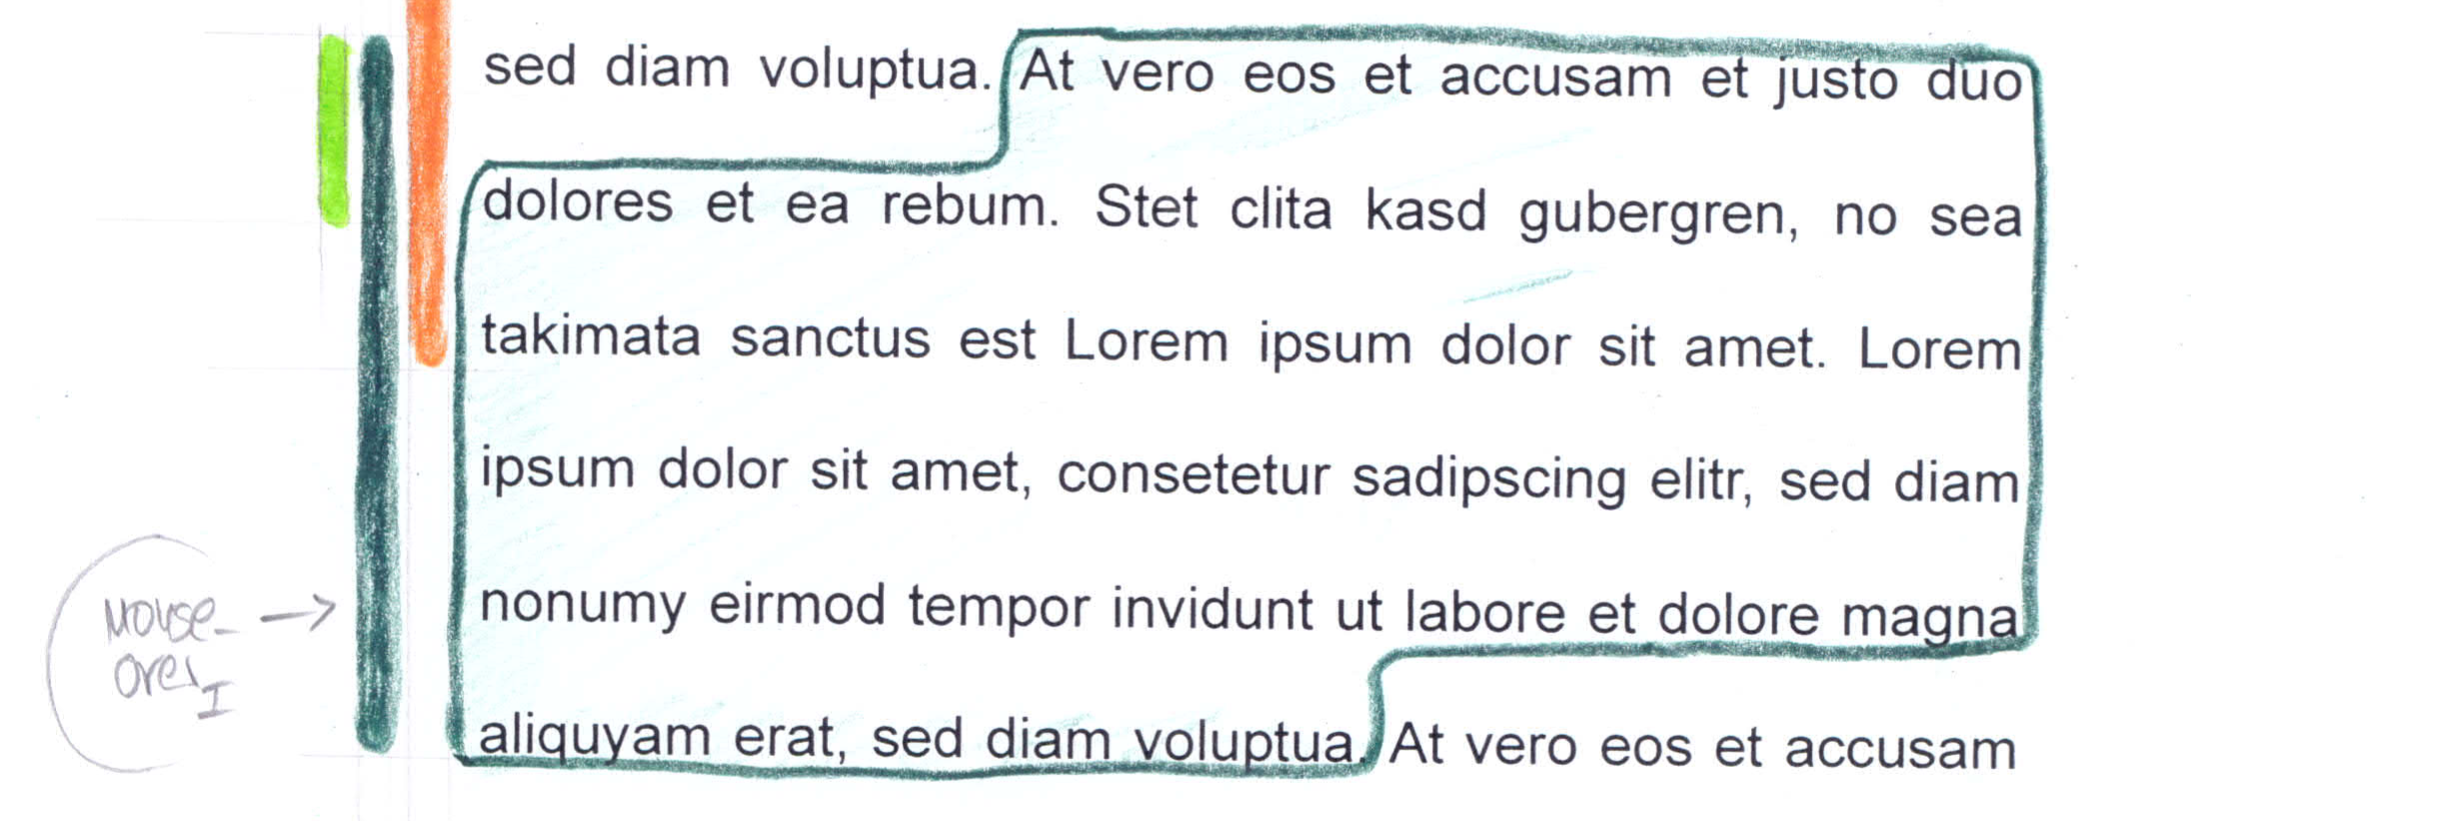 sed diam voluptua. At vero eos et accusam et justo duo
dolores et ea rebum. Stet clita kasd gubergren, no sea
takimata sanctus est Lorem ipsum dolor sit amet. Lorem
ipsum dolor sit amet, consetetur sadipscing elitr, sed diam
nonumy eirmod tempor invidunt ut labore et dolore magna
aliquyam erat, sed diam voluptua. At vero eos et accusam
Mouse-
over